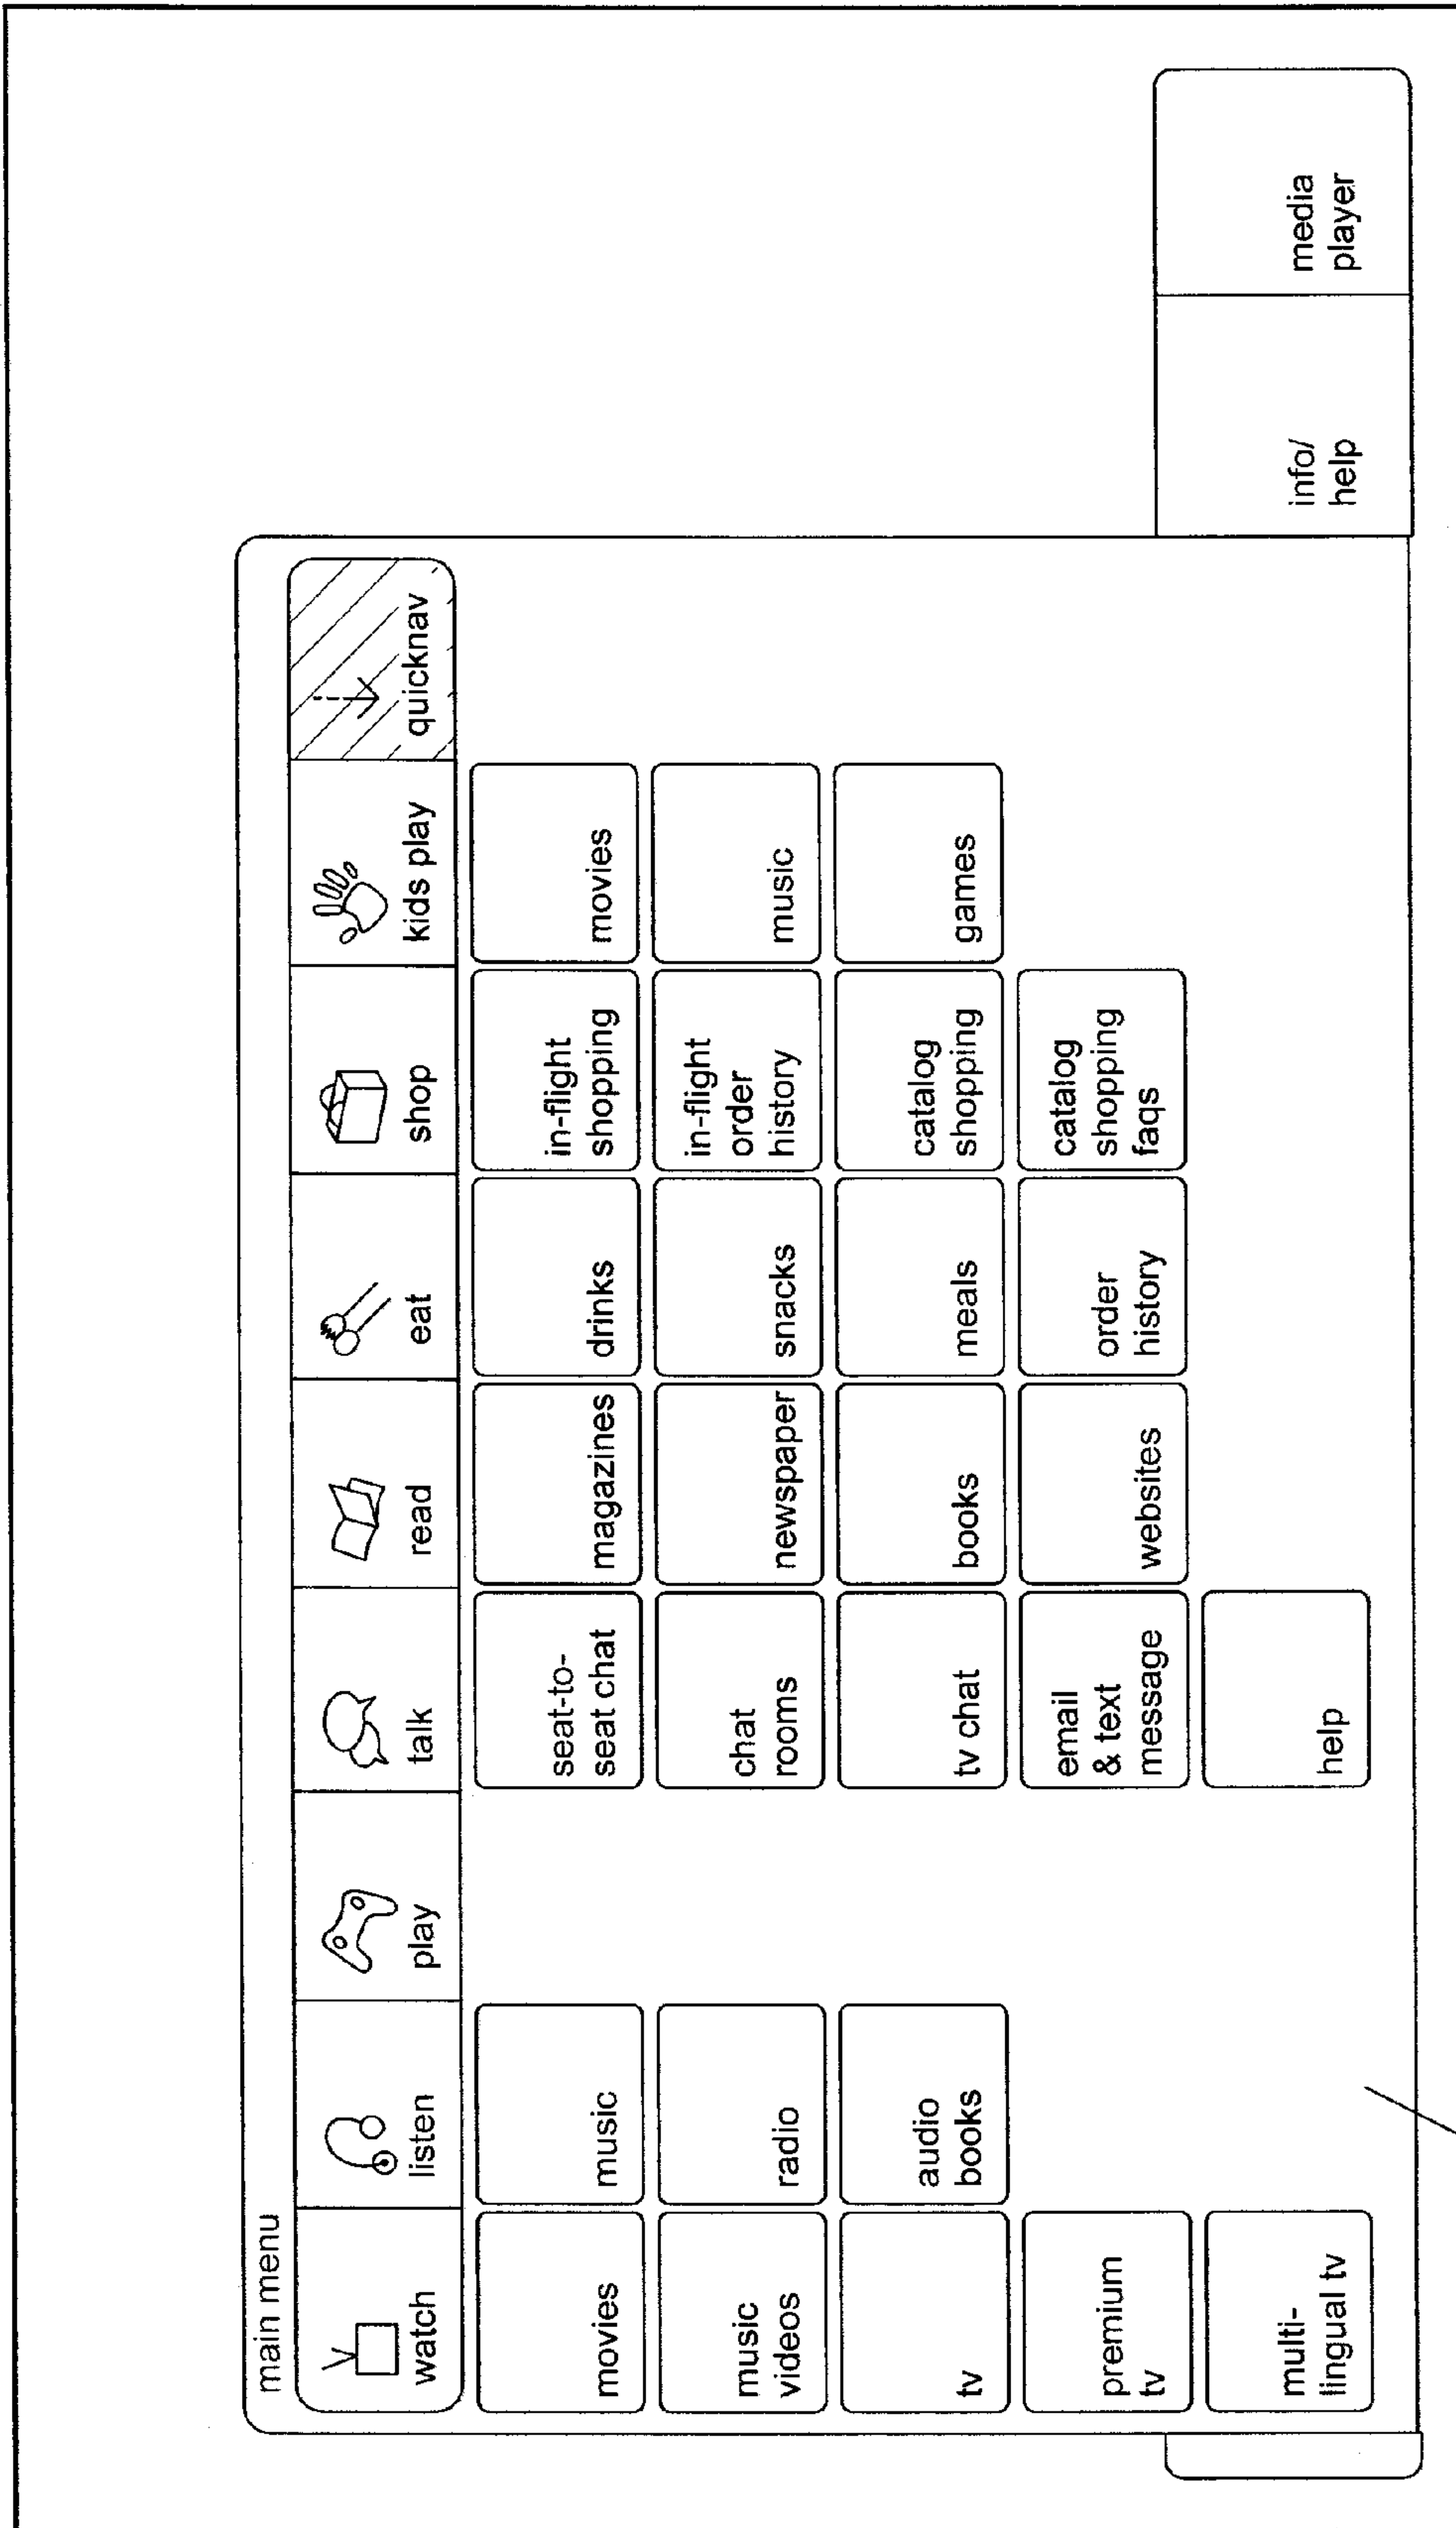 main menu
watch
listen
play
talk
read
eat
shop
kids play
quicknav
movies
music
videos
tv
premium
tv
multi-
lingual tv
music
radio
audio
books
seat-to-
seat chat
chat
rooms
tv chat
email
& text
message
help
magazines
newspaper
books
websites
drinks
snacks
meals
order
history
in-flight
shopping
in-flight
order
history
catalog
shopping
catalog
shopping
faqs
movies
music
games
info/
help
media
player